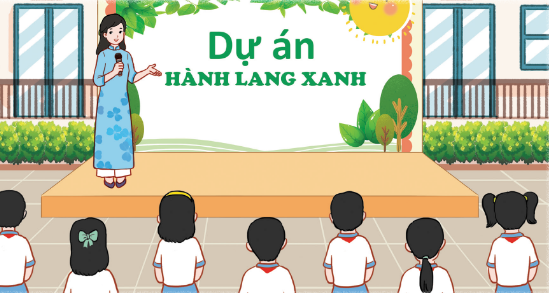 Dự án
HÀNH LANG XANH